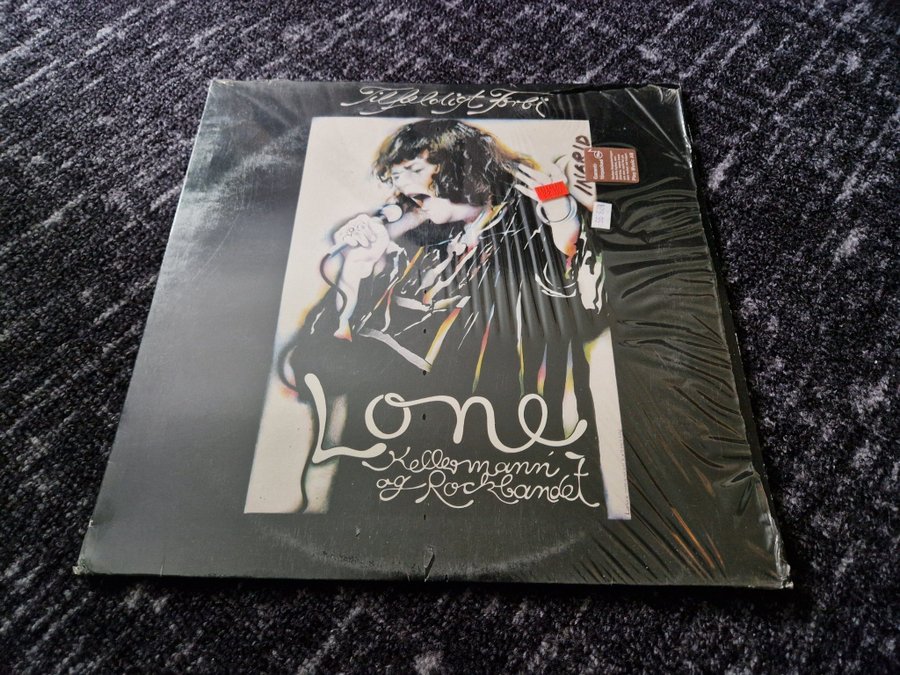 Tilfældigt Forbi
INGRID
Lone
Kellermann
og Rockbandet